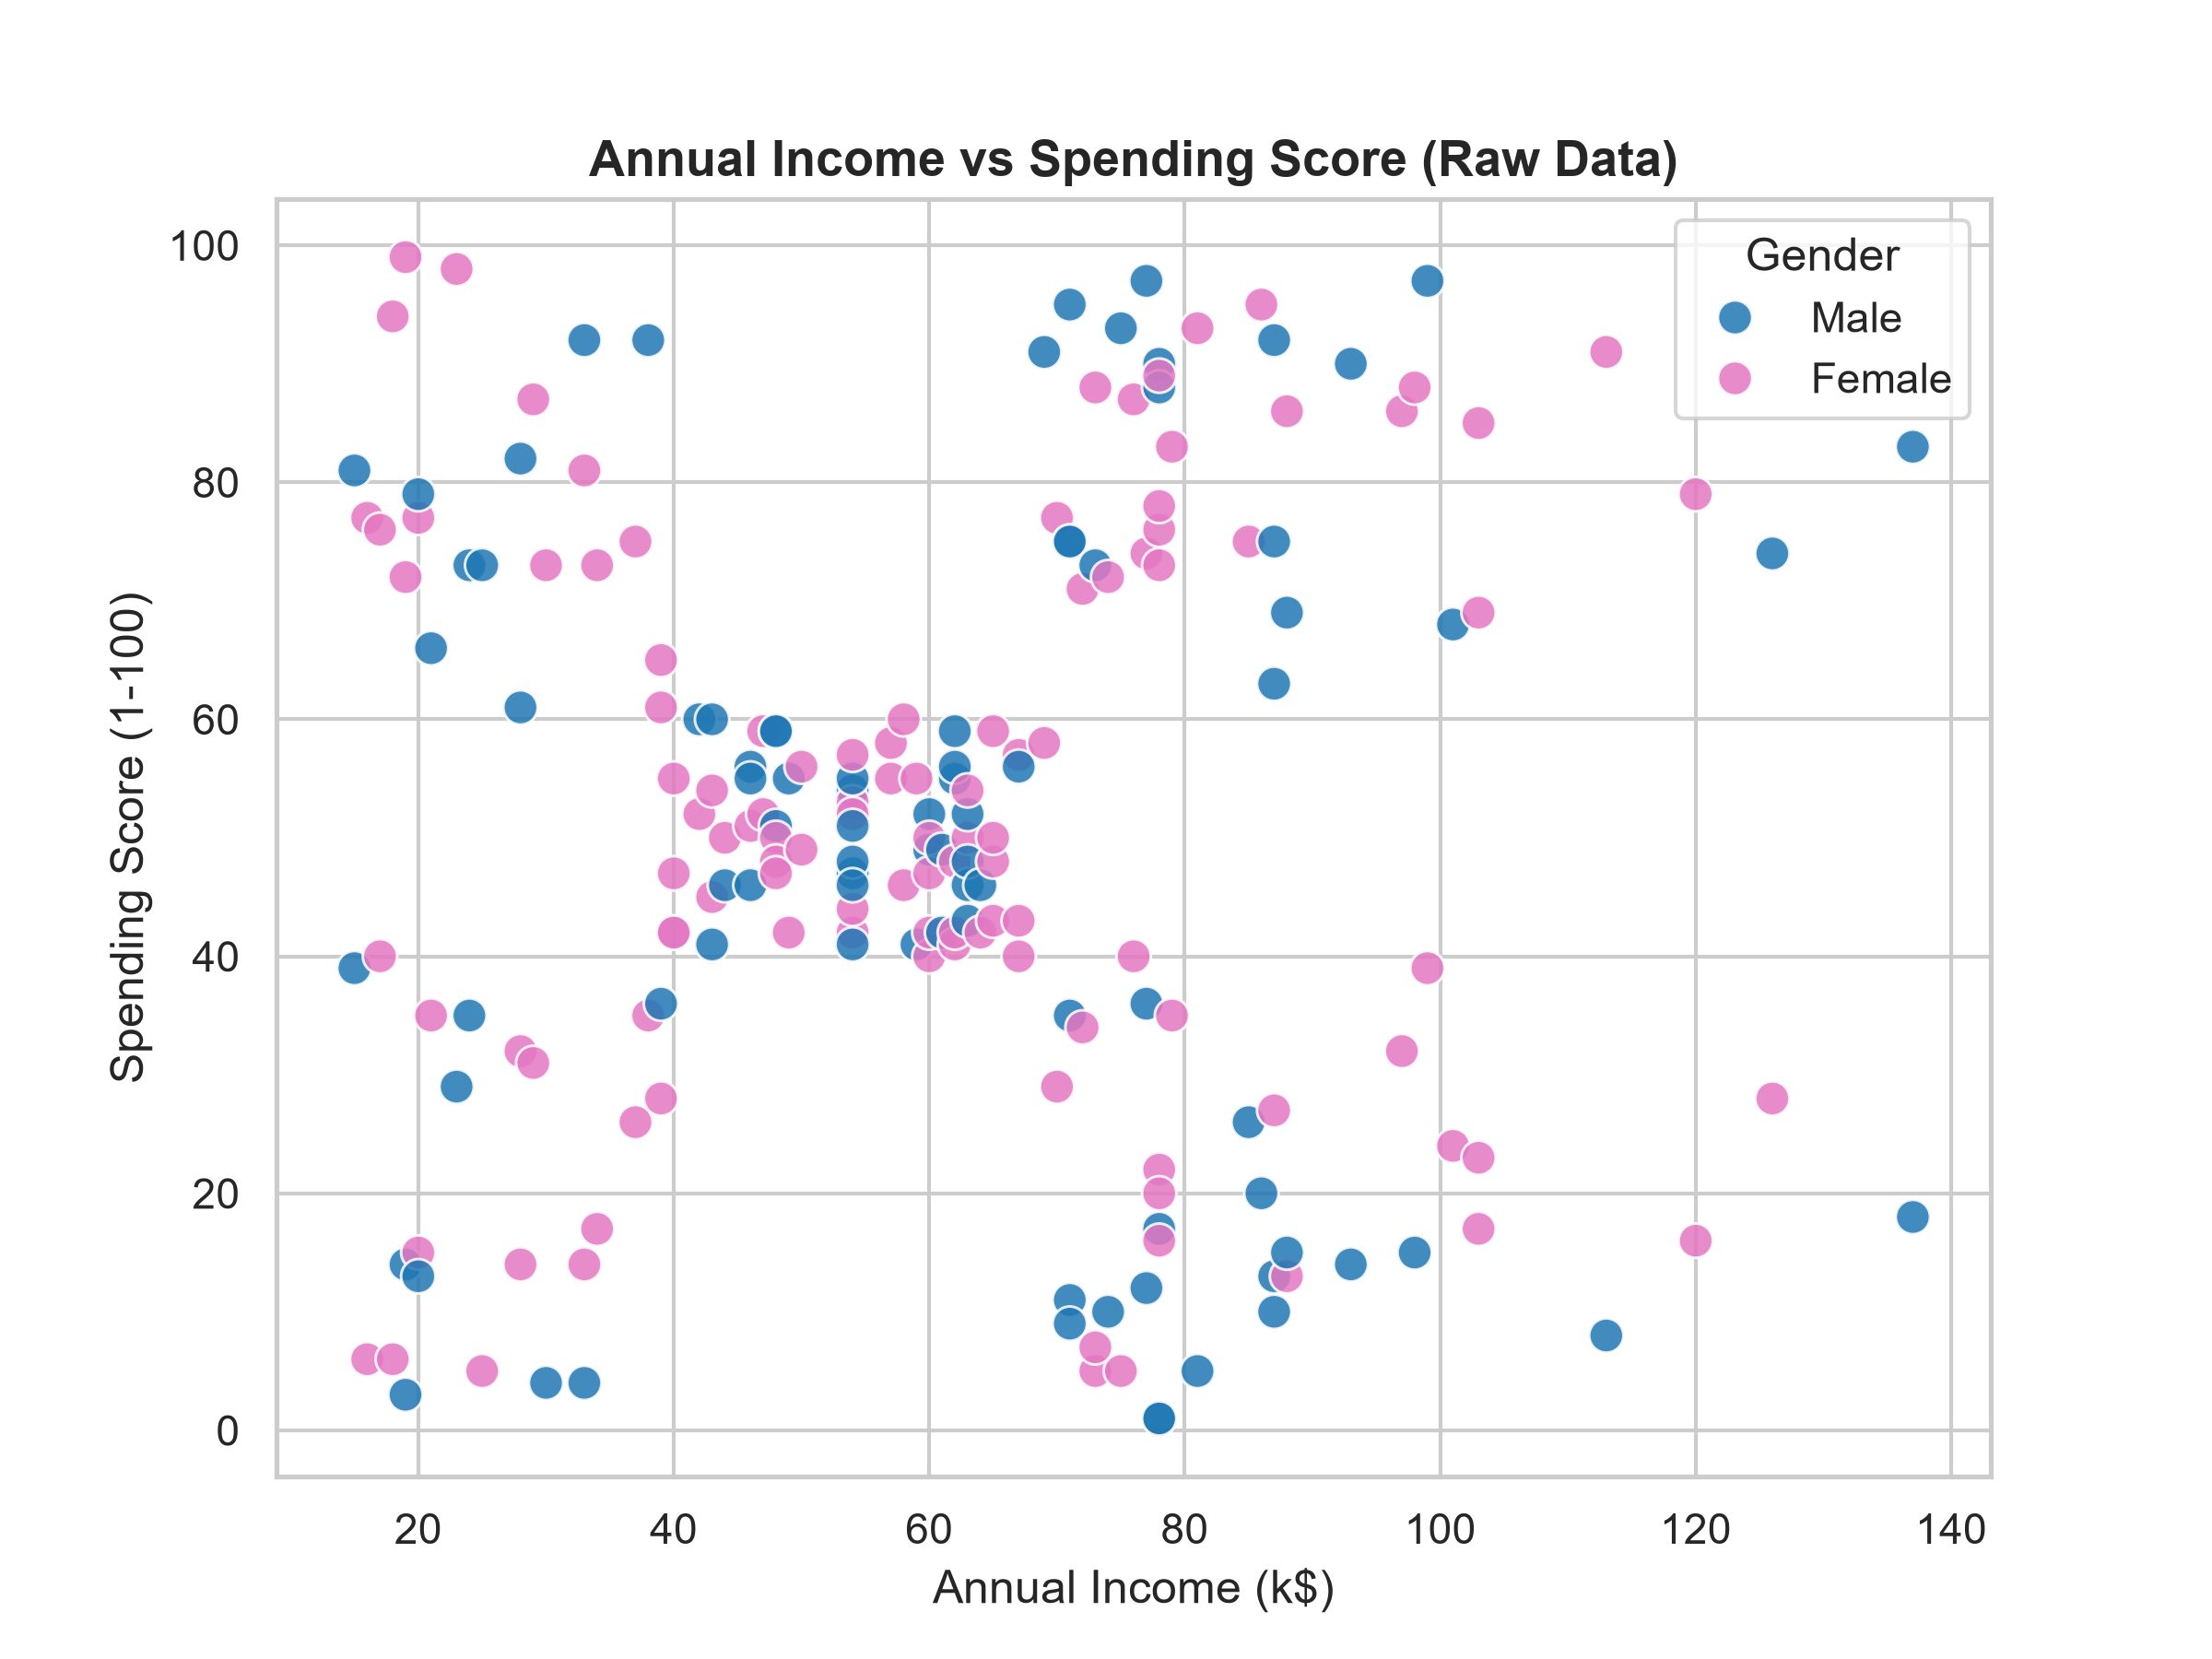 Annual Income vs Spending Score (Raw Data)
Gender
Male
Female
100
80
60
40
20
0
Spending Score (1-100)
20 40 60 80 100 120 140
Annual Income (k$)